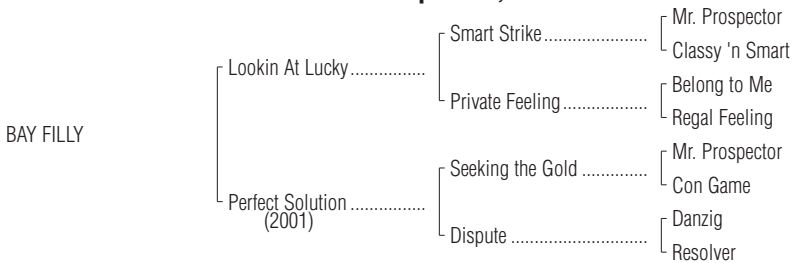 Mr. Prospector
Smart Strike......................
Classy 'n Smart
Lookin At Lucky................
Belong to Me
Private Feeling..................
Regal Feeling
BAY FILLY
Mr. Prospector
Seeking the Gold ..............
Con Game
Perfect Solution ................
(2001)
Danzig
Dispute .............................
Resolver